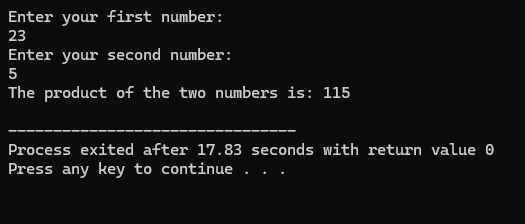 Enter your first number:
23
Enter your second number:
5
The product of the two numbers is: 115
--------------------------------
Process exited after 17.83 seconds with return value 0
Press any key to continue . . .